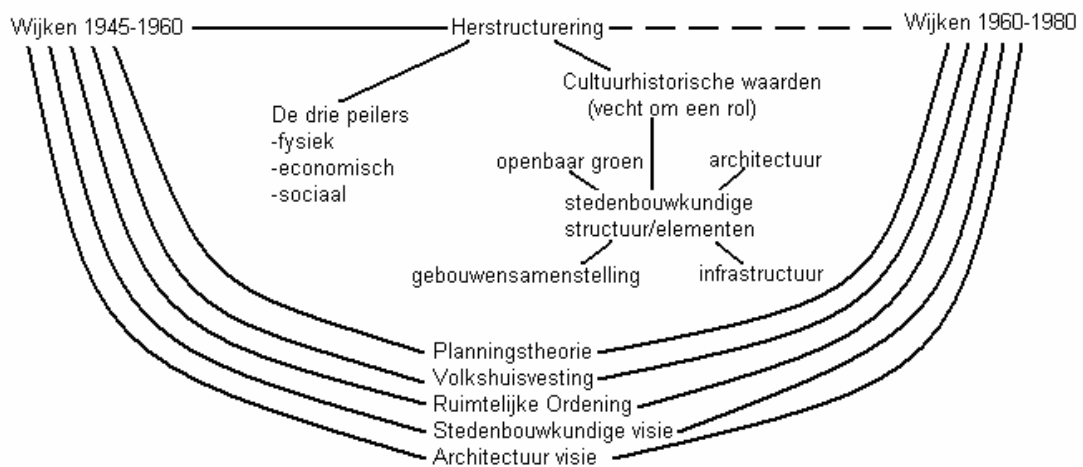 Wijken 1945-1960
Herstructurering
Wijken 1960-1980
De drie peilers
-fysiek
-economisch
-sociaal
Cultuurhistorische waarden
(vecht om een rol)
openbaar groen
architectuur
stedenbouwkundige
structuur/elementen
gebouwensamenstelling
infrastructuur
Planningstheorie
Volkshuisvesting
Ruimtelijke Ordening
Stedenbouwkundige visie
Architectuur visie